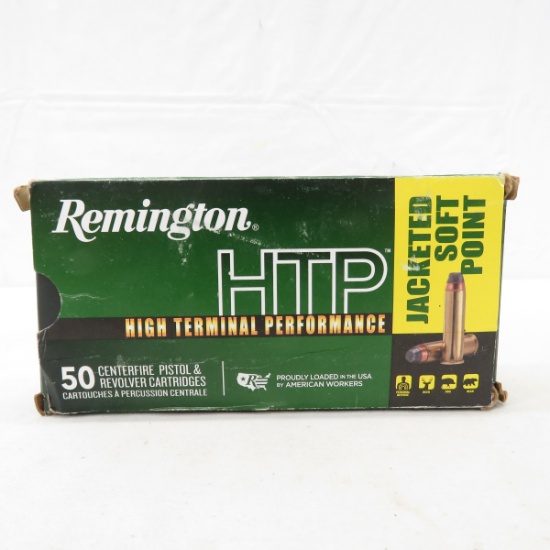 Remington®
HTP™
HIGH TERMINAL PERFORMANCE
50 CENTERFIRE PISTOL &
REVOLVER CARTRIDGES
CARTOUCHES À PERCUSSION CENTRALE
R
PROUDLY LOADED IN THE USA
BY AMERICAN WORKERS
JACKETED
SOFT
POINT